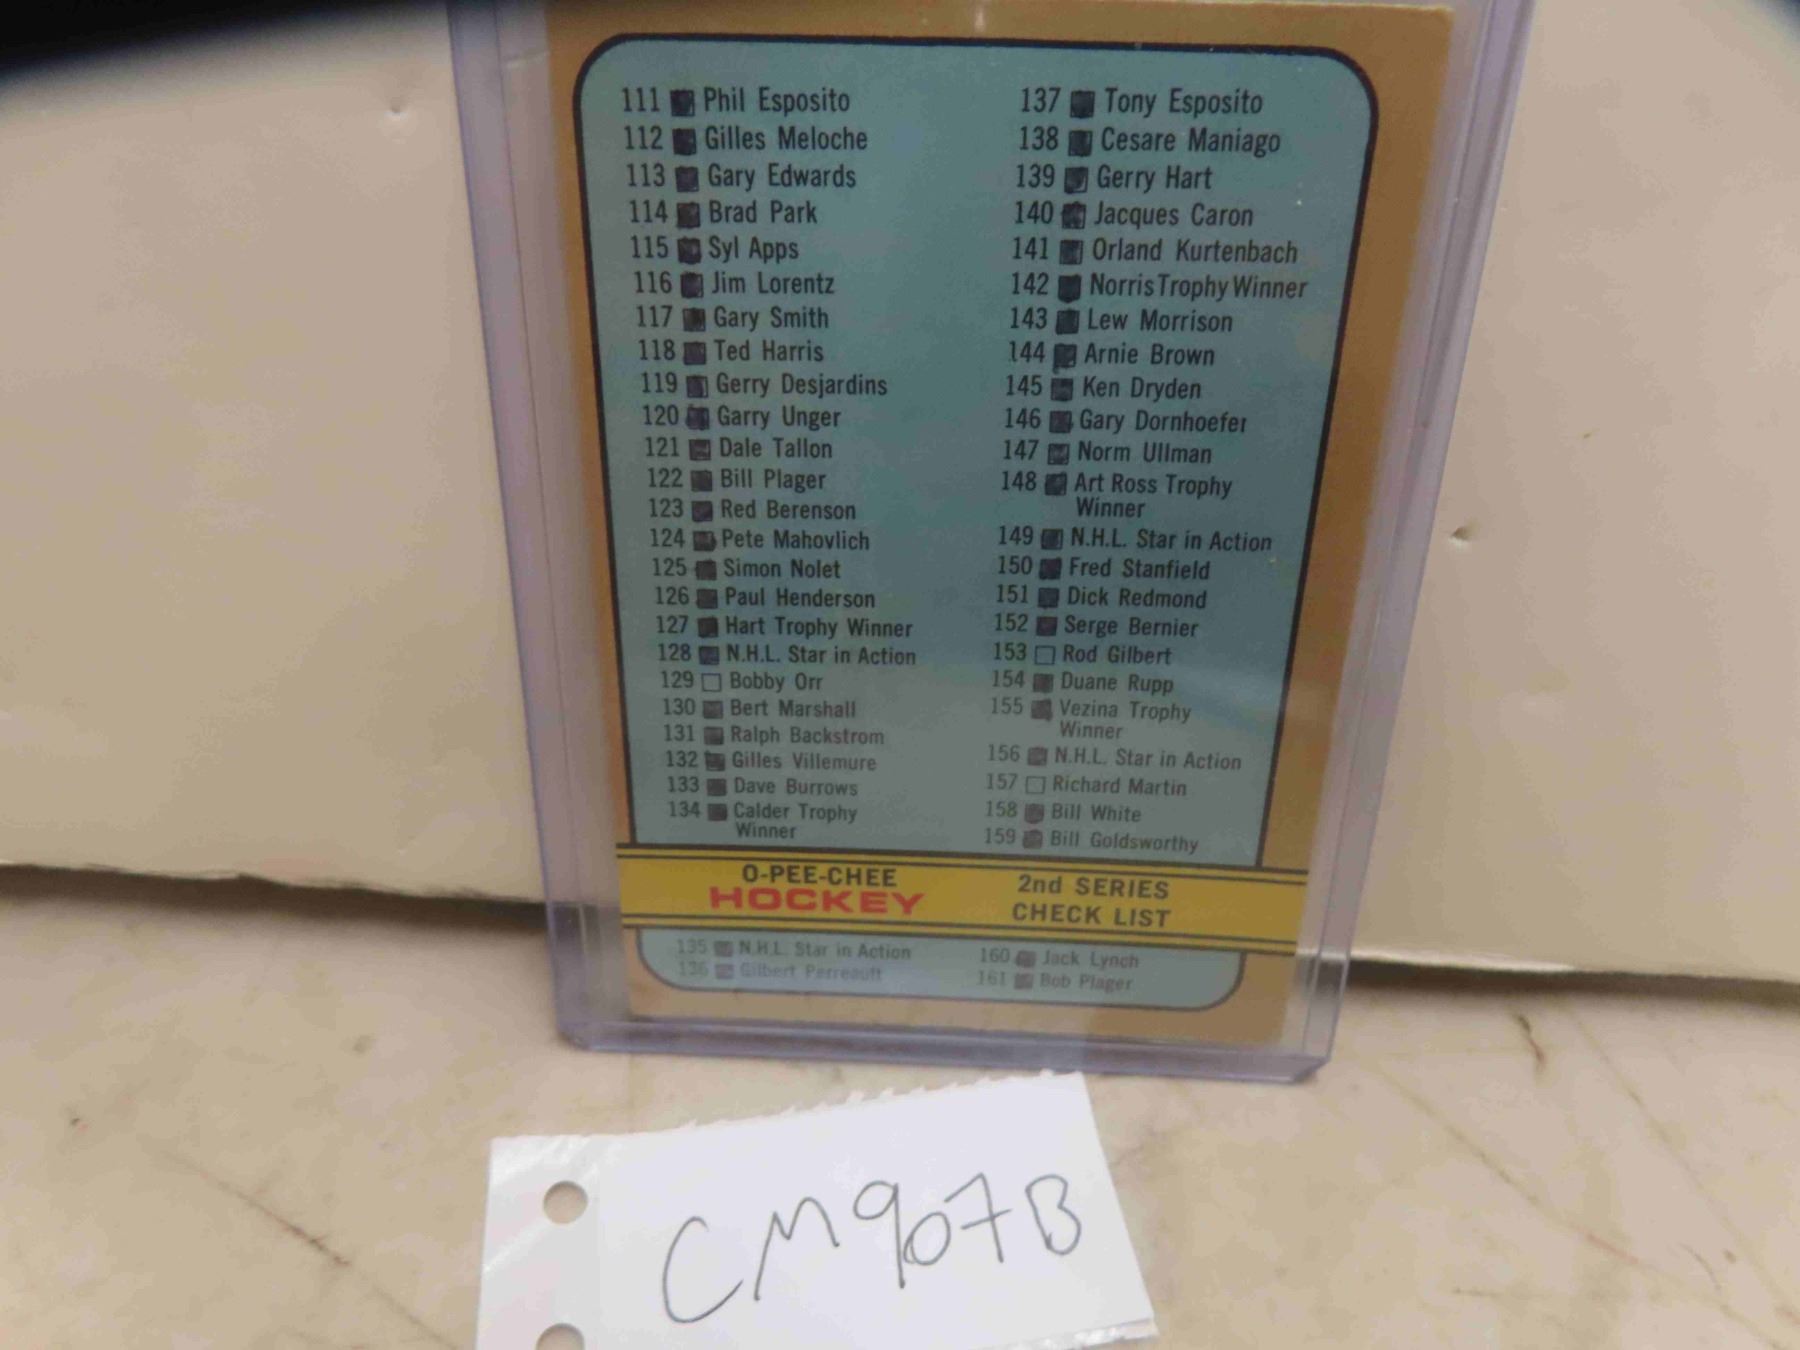 111 Phil Esposito
112 Gilles Meloche
113 Gary Edwards
114 Brad Park
115 Syl Apps
116 Jim Lorentz
117 Gary Smith
118 Ted Harris
119 Gerry Desjardins
120 Garry Unger
121 Dale Tallon
122 Bill Plager
123 Red Berenson
124 Pete Mahovlich
125 Simon Nolet
126 Paul Henderson
127 Hart Trophy Winner
128 N.H.L. Star in Action
129 Bobby Orr
130 Bert Marshall
131 Ralph Backstrom
132 Gilles Villemure
133 Dave Burrows
134 Calder Trophy
Winner
137 Tony Esposito
138 Cesare Maniago
139 Gerry Hart
140 Jacques Caron
141 Orland Kurtenbach
142 Norris Trophy Winner
143 Lew Morrison
144 Arnie Brown
145 Ken Dryden
146 Gary Dornhoefer
147 Norm Ullman
148 Art Ross Trophy
Winner
149 N.H.L. Star in Action
150 Fred Stanfield
151 Dick Redmond
152 Serge Bernier
153 Rod Gilbert
154 Duane Rupp
155 Vezina Trophy
Winner
156 N.H.L. Star in Action
157 Richard Martin
158 Bill White
159 Bill Goldsworthy
O-PEE-CHEE
HOCKEY
2nd SERIES
CHECK LIST
135 N.H.L. Star in Action
136 Gilbert Perreault
160 Jack Lynch
161 Bob Plager
CM907B